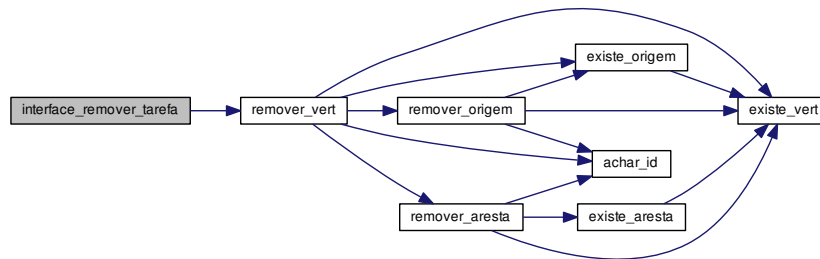 interface_remover_tarefa
remover_vert
existe_origem
remover_origem
existe_vert
achar_id
remover_aresta
existe_aresta